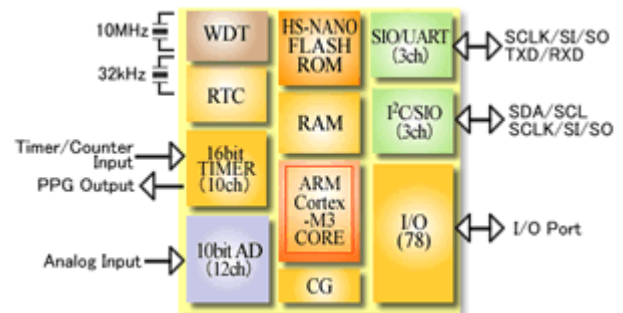 10MHz
32kHz
Timer/Counter
Input
PPG Output
Analog Input
WDT
RTC
16bit
TIMER
(10ch)
10bit AD
(12ch)
HS-NANO
FLASH
ROM
RAM
ARM
Cortex
-M3
CORE
CG
SIO/UART
(3ch)
I²C/SIO
(3ch)
I/O
(78)
SCLK/SI/SO
TXD/RXD
SDA/SCL
SCLK/SI/SO
I/O Port